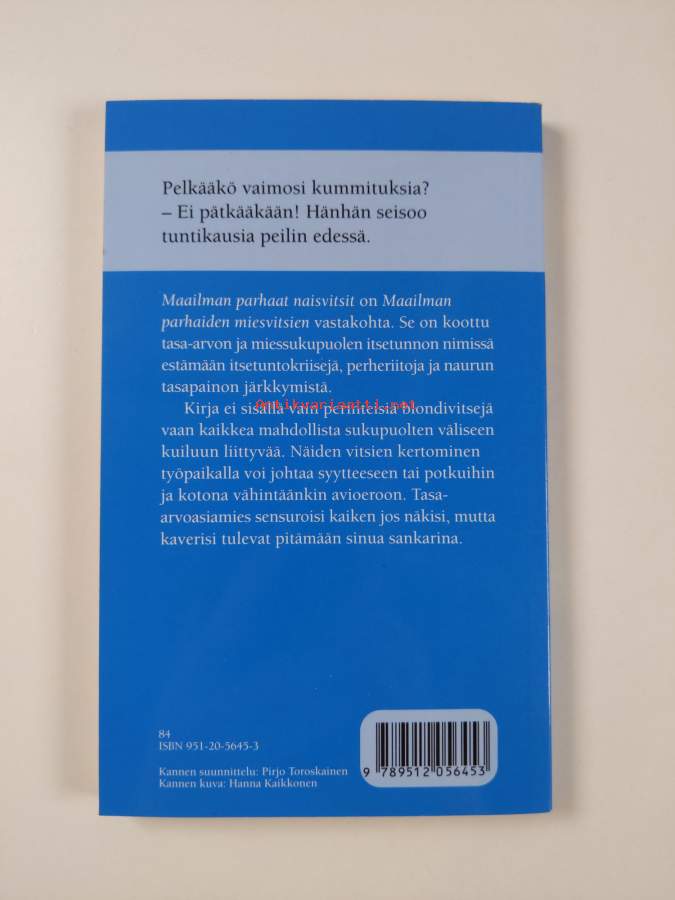 Pelkääkö vaimosi kummituksia?
– Ei pätkääkään! Hänhän seisoo
tuntikausia peilin edessä.
Maailman parhaat naisvitsit on Maailman
parhaiden miesvitsien vastakohta. Se on koottu
tasa-arvon ja miessukupuolen itsetunnon nimissä
estämään itsetuntokriisejä, perheriitoja ja naurun
tasapainon järkkymistä.
Antikvariaatti.net
Kirja ei sisällä vain perinteisiä blondivitsejä
vaan kaikkea mahdollista sukupuolten väliseen
kuiluun liittyvää. Näiden vitsien kertominen
työpaikalla voi johtaa syytteeseen tai potkuihin
ja kotona vähintäänkin avioeroon. Tasa-
arvoasiamies sensuroisi kaiken jos näkisi, mutta
kaverisi tulevat pitämään sinua sankarina.
84
ISBN 951-20-5645-3
Kannen suunnittelu: Pirjo Toroskainen
Kannen kuva: Hanna Kaikkonen
9 789512 056453